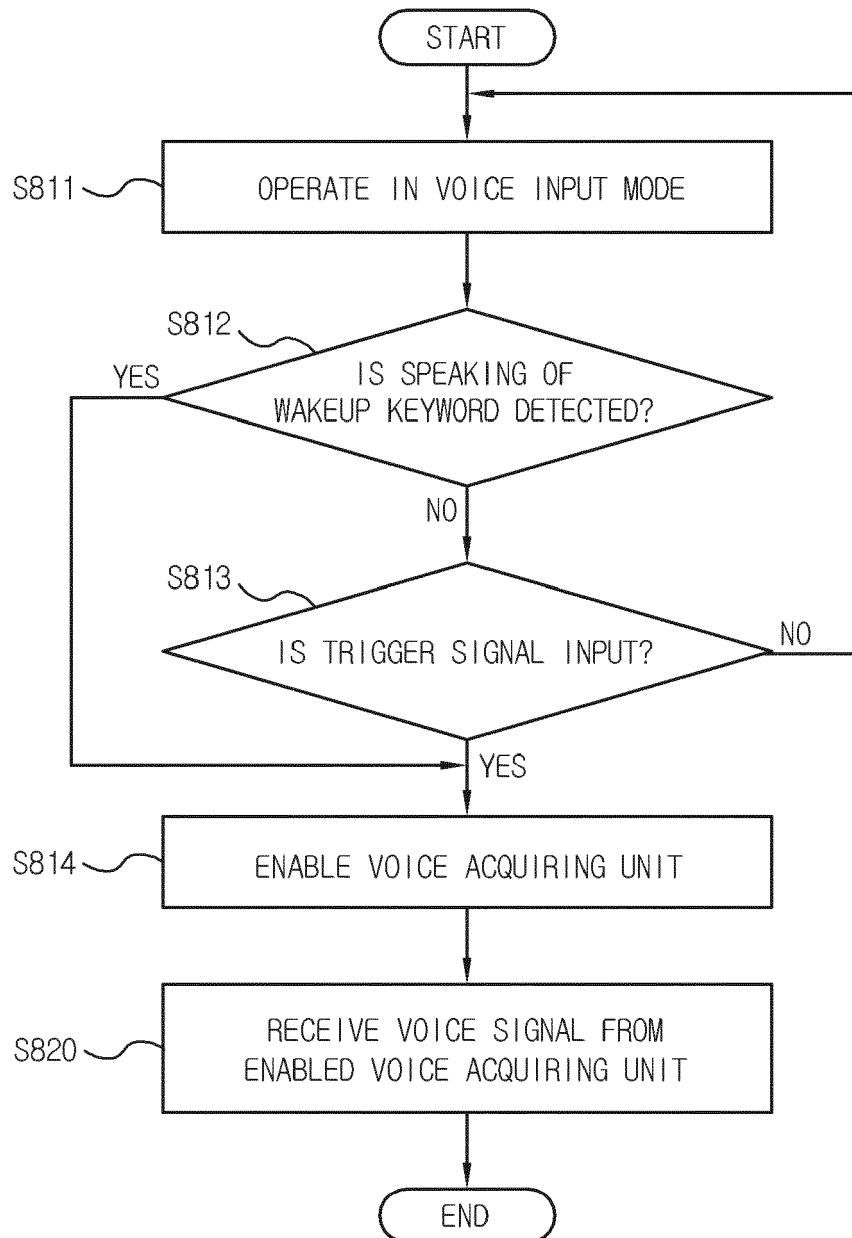 START
S811
OPERATE IN VOICE INPUT MODE
S812
YES
IS SPEAKING OF
WAKEUP KEYWORD DETECTED?
NO
S813
IS TRIGGER SIGNAL INPUT?
NO
YES
S814
ENABLE VOICE ACQUIRING UNIT
S820
RECEIVE VOICE SIGNAL FROM
ENABLED VOICE ACQUIRING UNIT
END